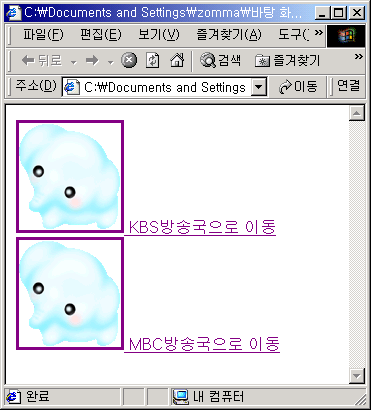 C:\Documents and Settings\zomma\바탕 화...
파일(F) 편집(E) 보기(V) 즐겨찾기(A) 도구(
뒤로 검색 즐겨찾기 »
주소(D) C:\Documents and Settings 이동 연결
KBS방송국으로 이동
MBC방송국으로 이동
완료 내 컴퓨터